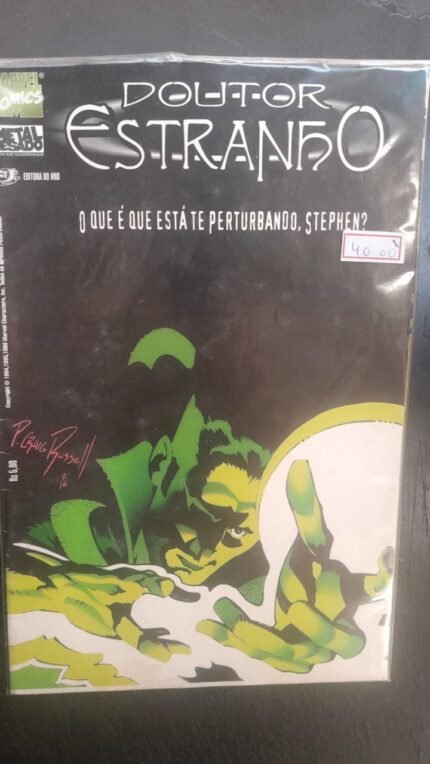 MARVEL
COMICS
M
METAL
PESADO
EDITORA DO ANO
DOUTOR
ESTRANHO
O QUE É QUE ESTÁ TE PERTURBANDO, STEPHEN?
40.00
P. CRAIG
RUSSELL
96
R$ 5,00